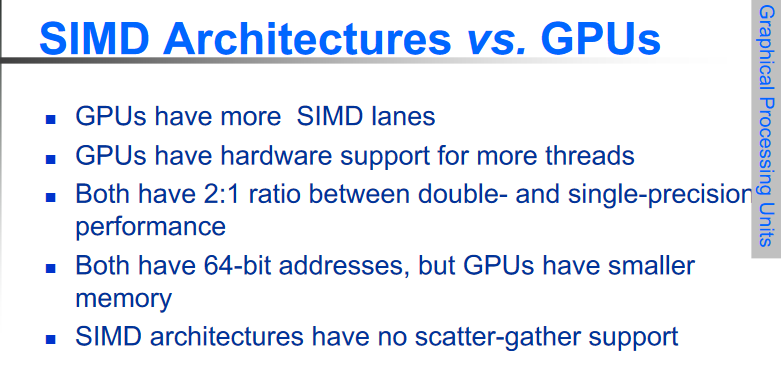 SIMD Architectures vs. GPUs
GPUs have more SIMD lanes
GPUs have hardware support for more threads
Both have 2:1 ratio between double- and single-precision
performance
Both have 64-bit addresses, but GPUs have smaller
memory
SIMD architectures have no scatter-gather support
Graphical Processing Units